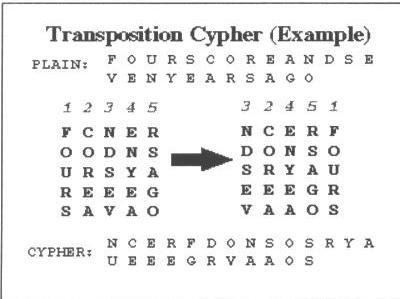 Transposition Cypher (Example)
PLAIN: F O U R S C O R E A N D S E
V E N Y E A R S A G O
1 2 3 4 5
F C N E R
O O D N S
U R S Y A
R E E E G
S A V A O
3 2 4 5 1
N C E R F
D O N S O
S R Y A U
E E E G R
V A A O S
CYPHER: N C E R F D O N S O S R Y A
U E E E G R V A A O S